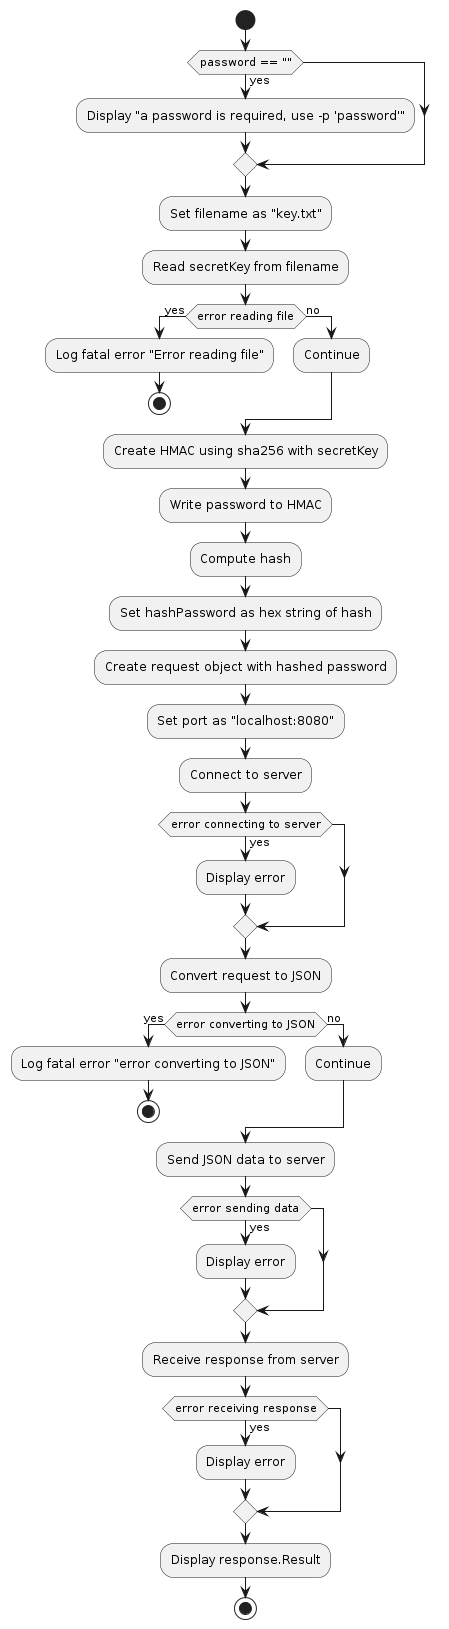 password == ""
yes
Display "a password is required, use -p 'password'"
Set filename as "key.txt"
Read secretKey from filename
yes
error reading file
no
Log fatal error "Error reading file"
Continue
Create HMAC using sha256 with secretKey
Write password to HMAC
Compute hash
Set hashPassword as hex string of hash
Create request object with hashed password
Set port as "localhost:8080"
Connect to server
error connecting to server
yes
Display error
Convert request to JSON
yes
error converting to JSON
no
Log fatal error "error converting to JSON"
Continue
Send JSON data to server
error sending data
yes
Display error
Receive response from server
error receiving response
yes
Display error
Display response.Result